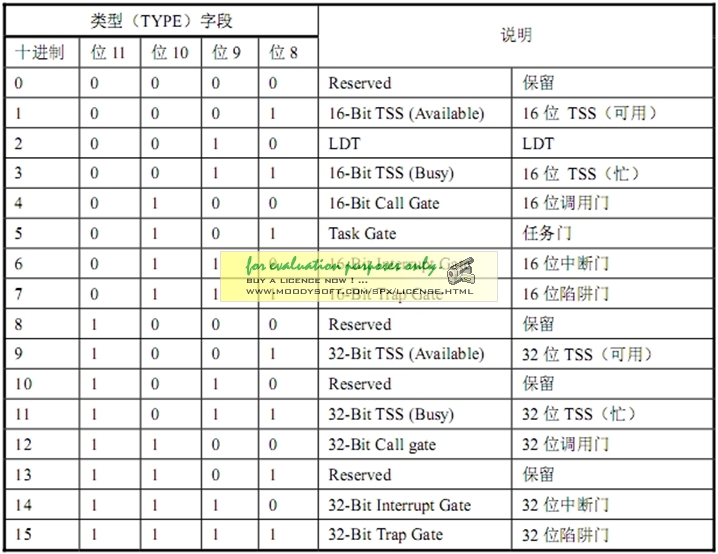 类型（TYPE）字段 说明
十进制 位 11 位 10 位 9 位 8
0 0 0 0 0 Reserved 保留
1 0 0 0 1 16-Bit TSS (Available) 16 位 TSS（可用）
2 0 0 1 0 LDT LDT
3 0 0 1 1 16-Bit TSS (Busy) 16 位 TSS（忙）
4 0 1 0 0 16-Bit Call Gate 16 位调用门
5 0 1 0 1 Task Gate 任务门
6 0 1 1 0 16-Bit Interrupt Gate 16 位中断门
for evaluation purposes only.
BUY A LICENCE NOW ! ...
7 0 1 1 1 16-Bit Trap Gate 16 位陷阱门
WWW.MOODYSOFT.COM/SPX/LICENSE.HTML
8 1 0 0 0 Reserved 保留
9 1 0 0 1 32-Bit TSS (Available) 32 位 TSS（可用）
10 1 0 1 0 Reserved 保留
11 1 0 1 1 32-Bit TSS (Busy) 32 位 TSS（忙）
12 1 1 0 0 32-Bit Call gate 32 位调用门
13 1 1 0 1 Reserved 保留
14 1 1 1 0 32-Bit Interrupt Gate 32 位中断门
15 1 1 1 1 32-Bit Trap Gate 32 位陷阱门